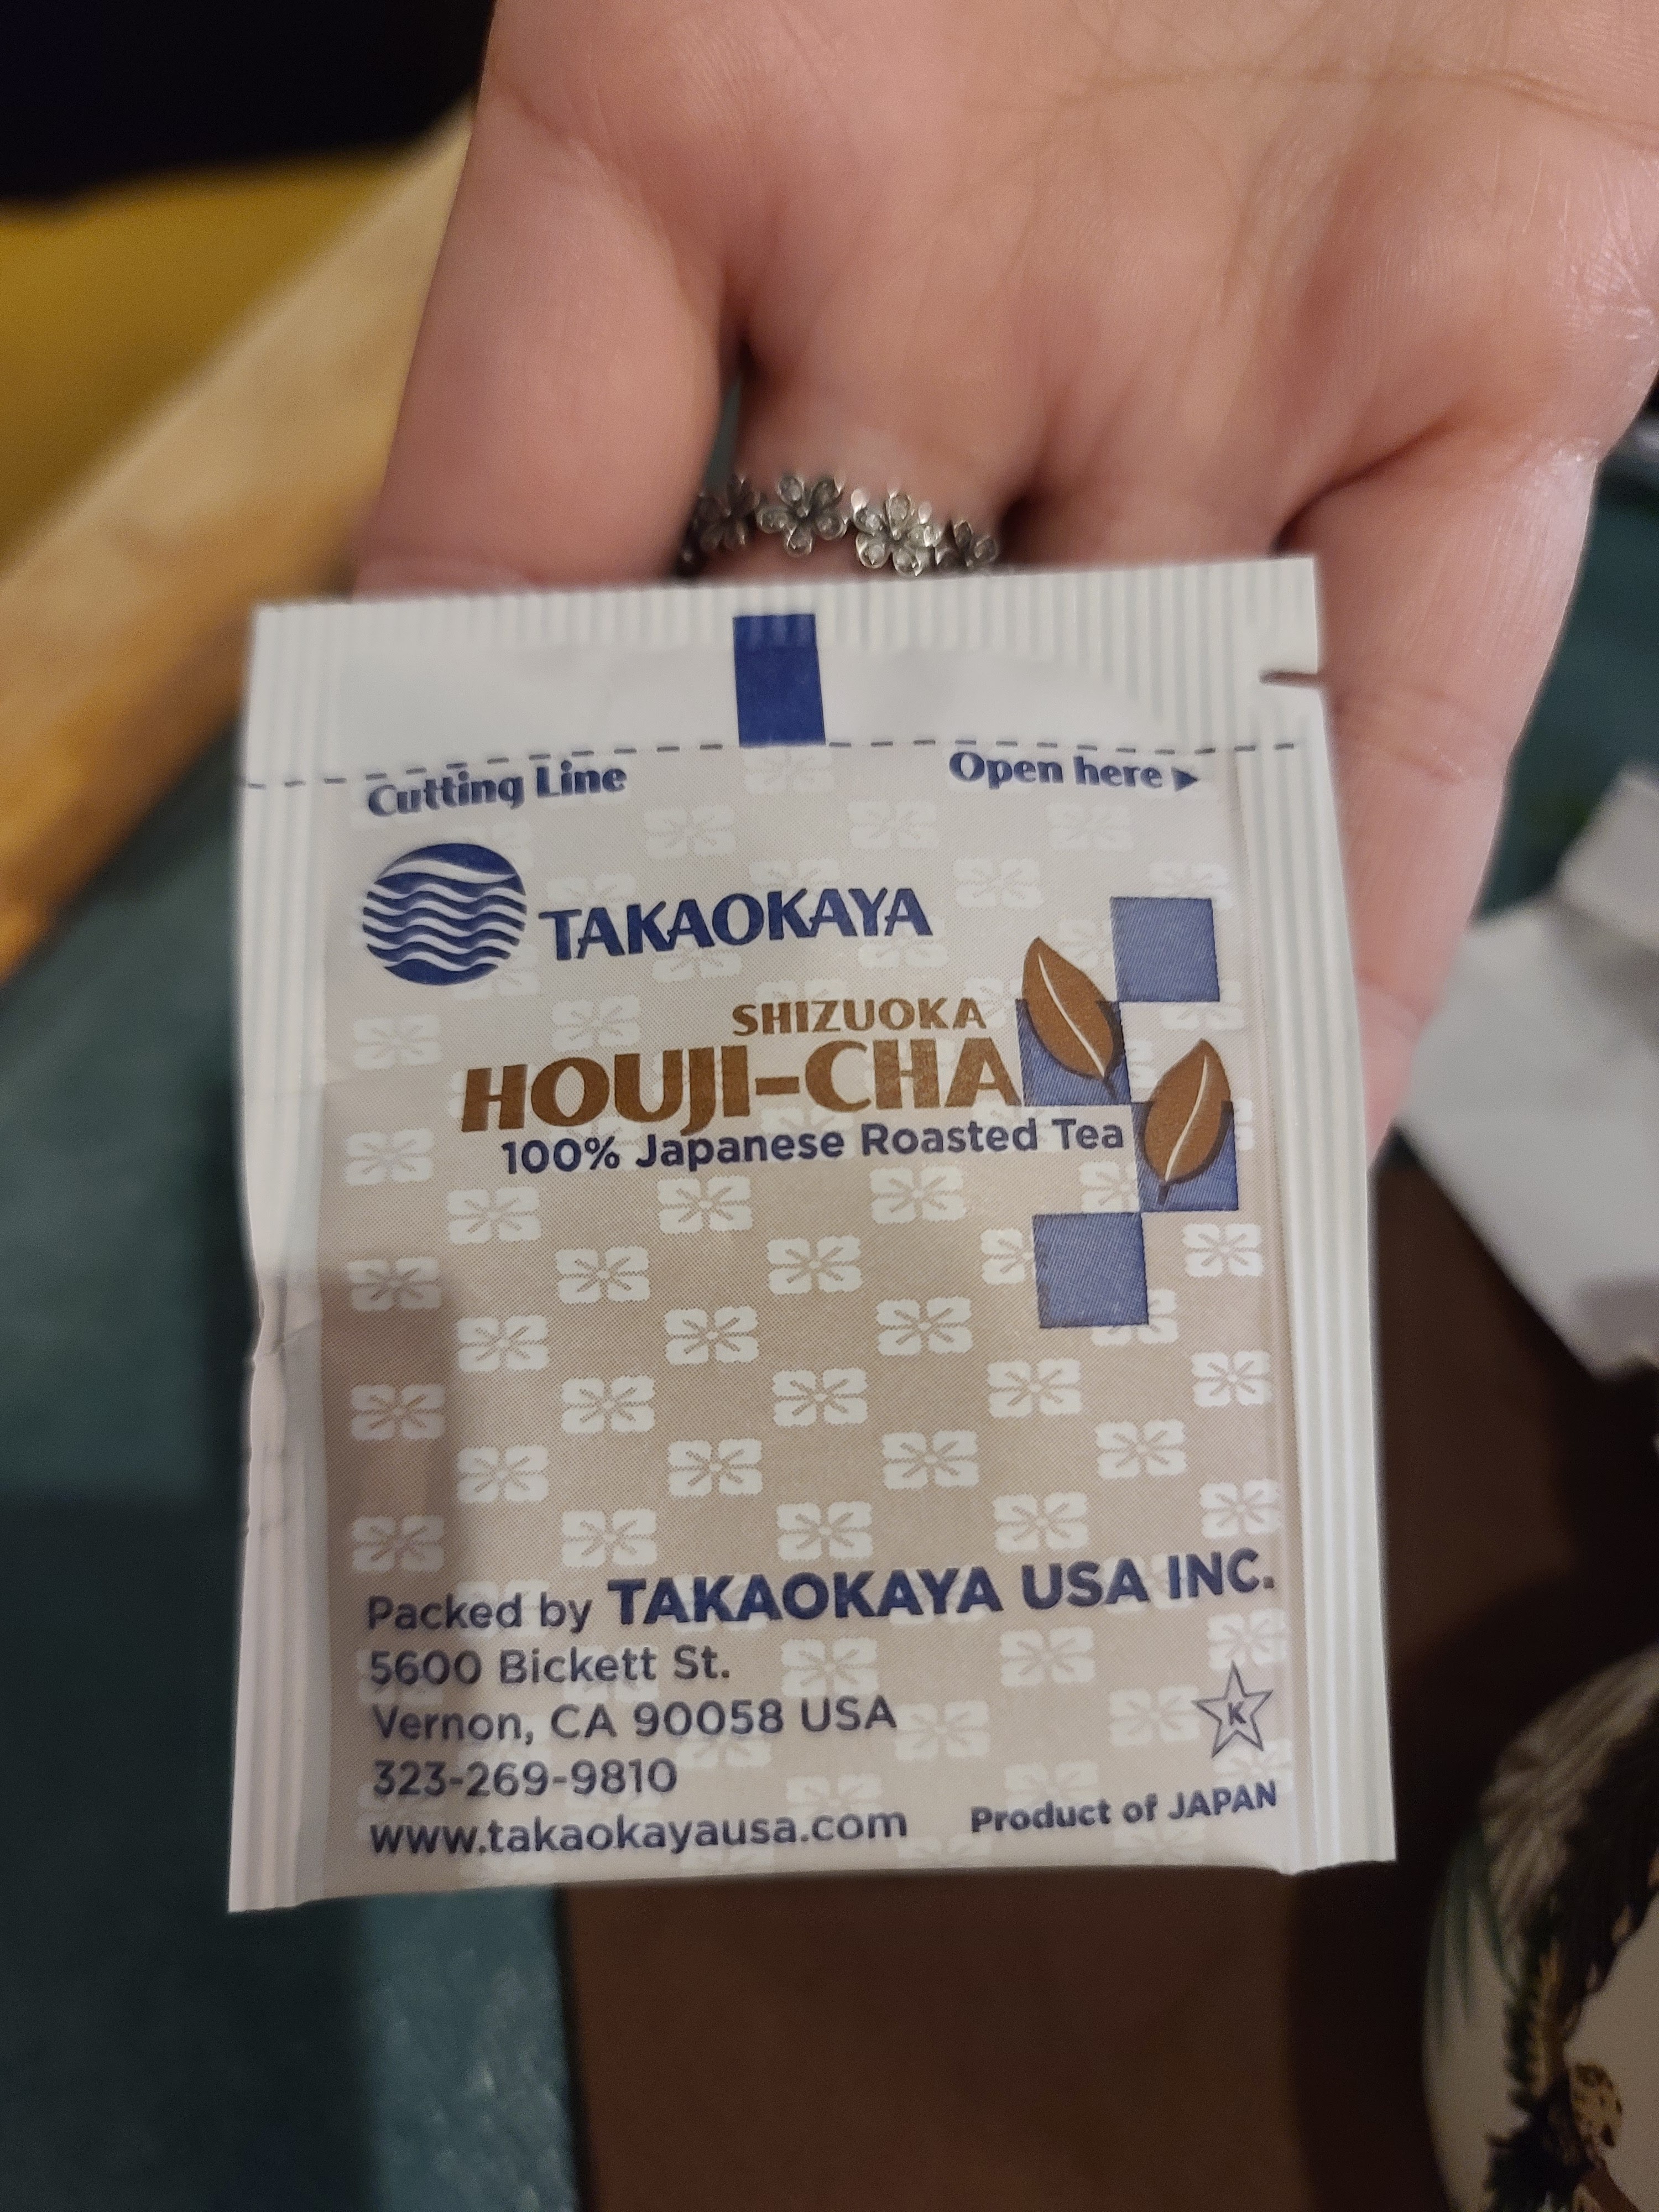 Cutting Line
Open here ▶
TAKAOKAYA
SHIZUOKA
HOUJI-CHA
100% Japanese Roasted Tea
Packed by TAKAOKAYA USA INC.
5600 Bickett St.
Vernon, CA 90058 USA
323-269-9810
www.takaokayausa.com
K
Product of JAPAN